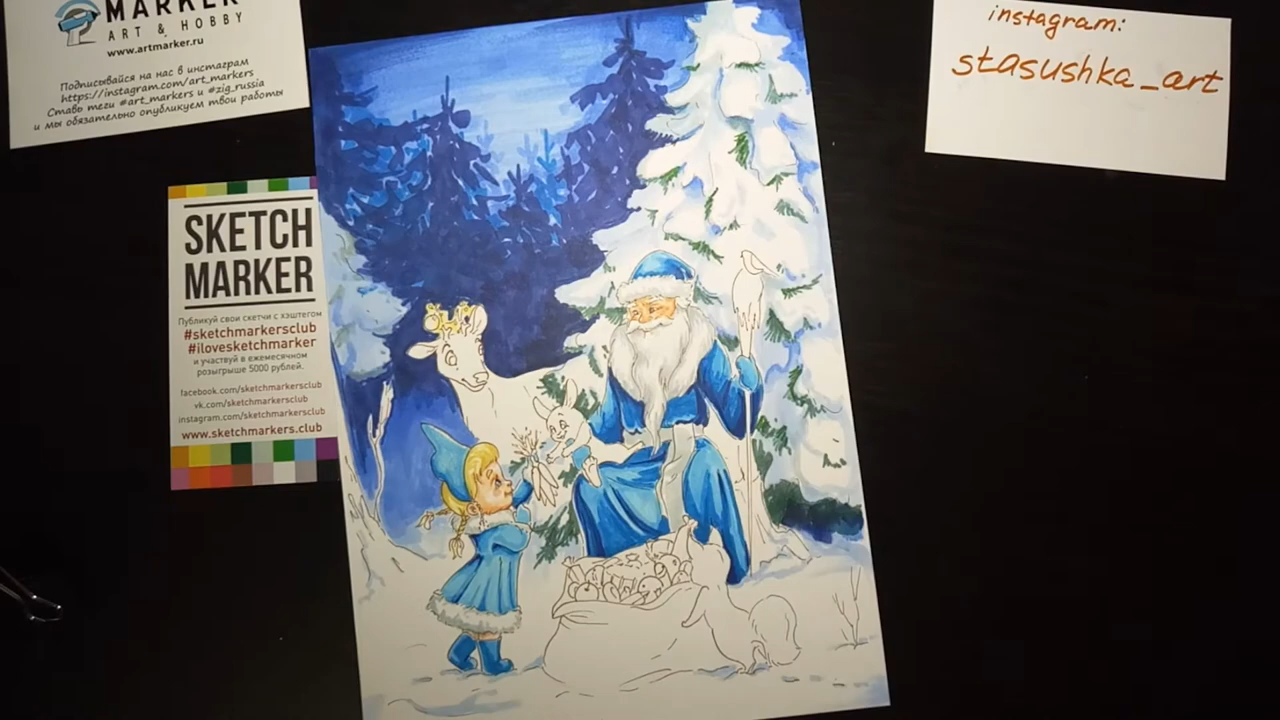 MARKER
ART & HOBBY
www.artmarker.ru
Подписывайся на нас в инстаграм
https://instagram.com/art_markers
Ставь теги #art_markers и #zig_russia
и мы обязательно опубликуем твои работы
SKETCH
MARKER
Публикуй свои скетчи с хэштегом
#sketchmarkersclub
#ilovesketchmarker
и участвуй в ежемесячном
розыгрыше 5000 рублей.
facebook.com/sketchmarkersclub
vk.com/sketchmarkersclub
instagram.com/sketchmarkersclub
www.sketchmarkers.club
instagram:
stasushka_art